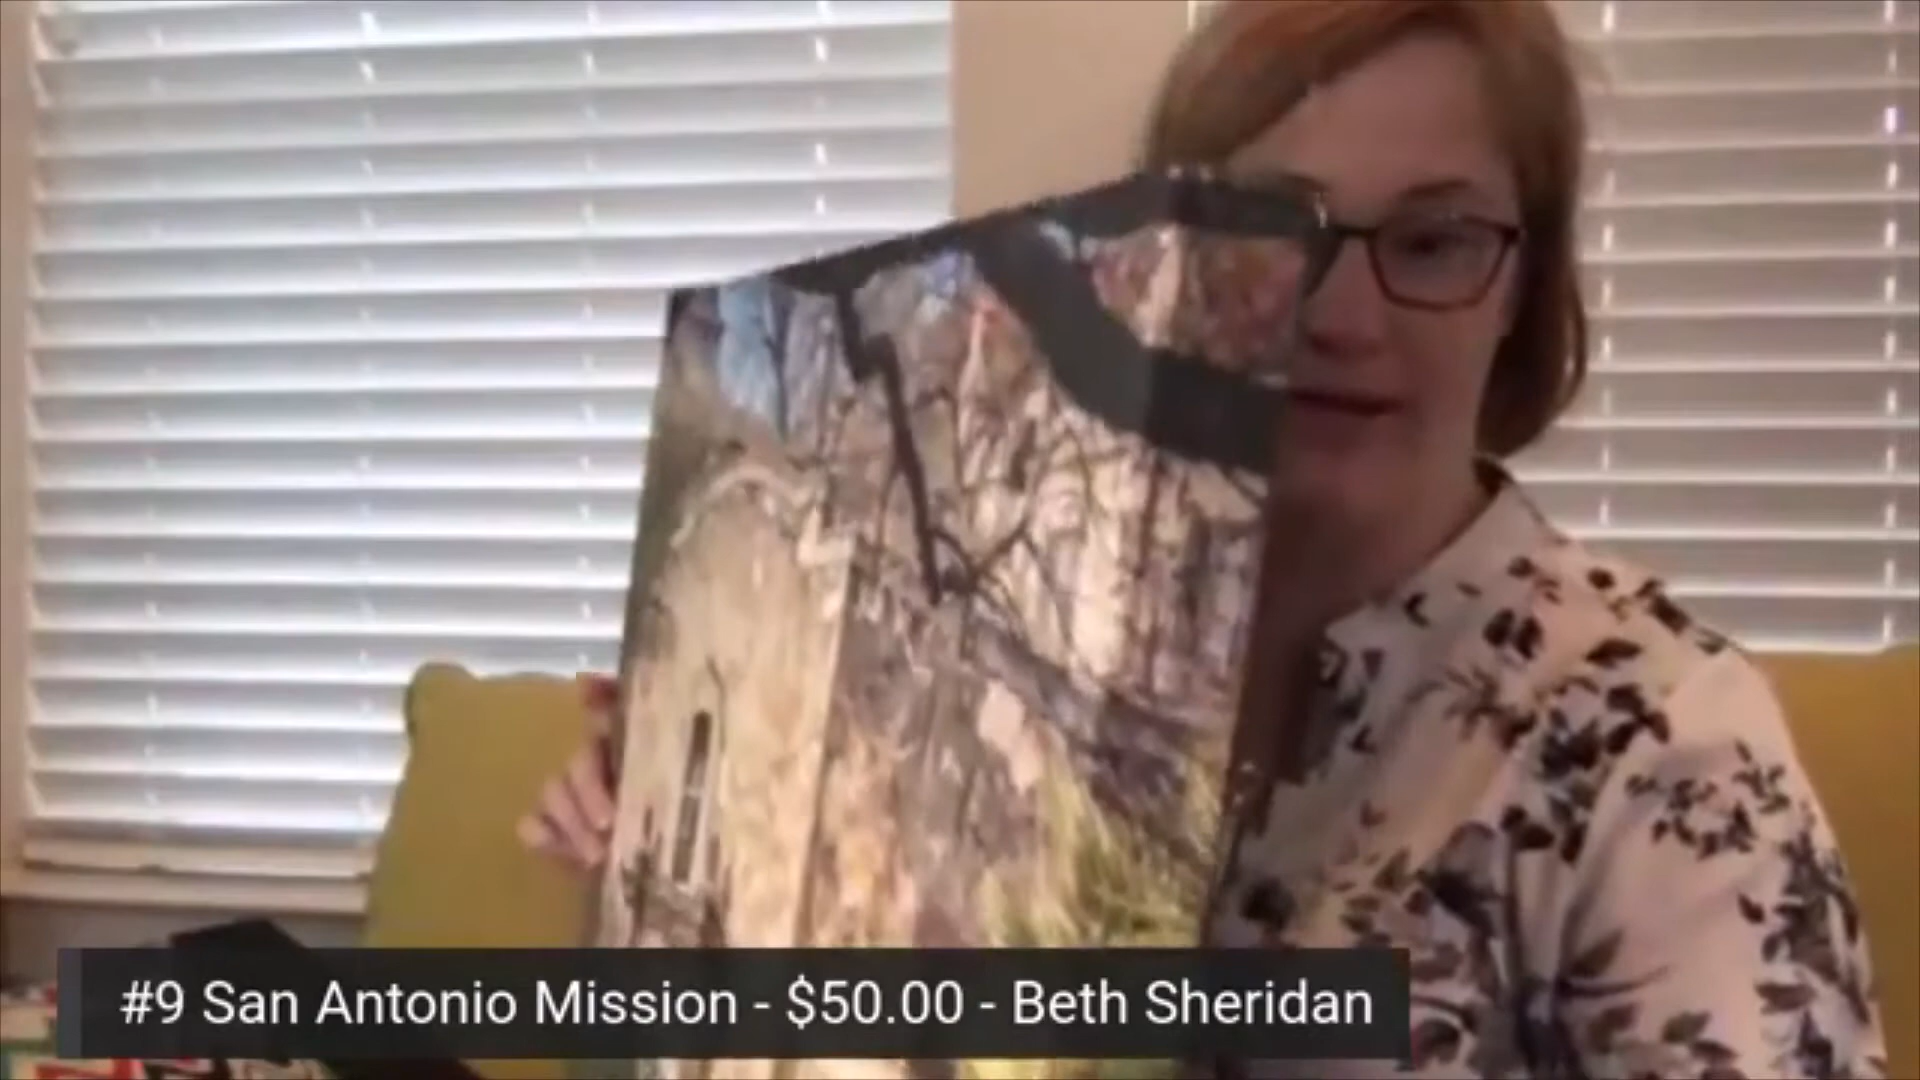 #9 San Antonio Mission - $50.00 - Beth Sheridan